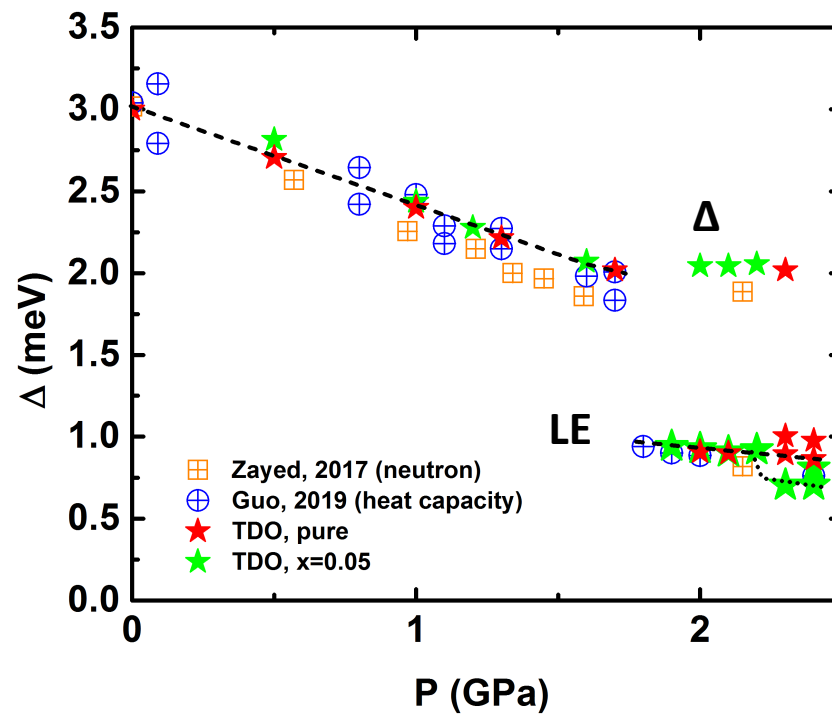 3.5
3.0
2.5
2.0
1.5
1.0
0.5
0.0
Δ (meV)
Δ
LE
Zayed, 2017 (neutron)
Guo, 2019 (heat capacity)
TDO, pure
TDO, x=0.05
0 1 2
P (GPa)